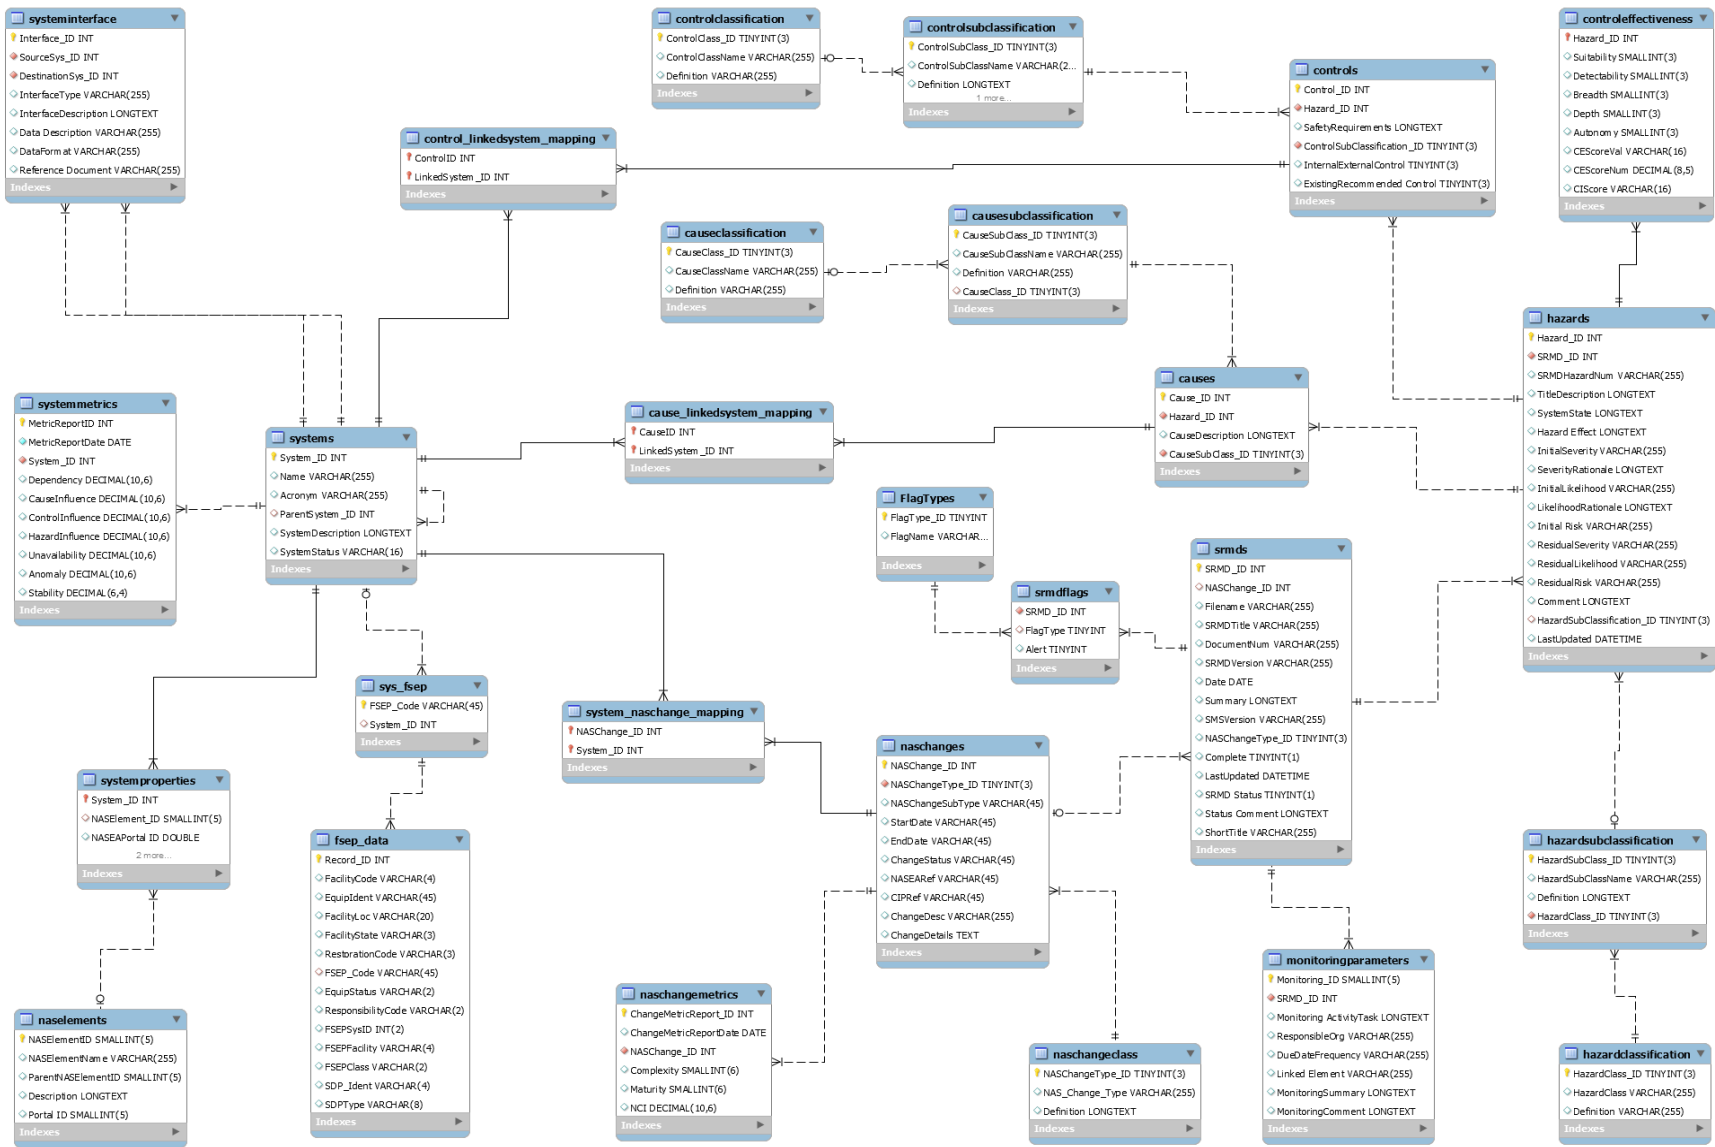 systeminterface
Interface_ID INT
SourceSys_ID INT
DestinationSys_ID INT
InterfaceType VARCHAR(255)
InterfaceDescription LONGTEXT
Data Description VARCHAR(255)
DataFormat VARCHAR(255)
Reference Document VARCHAR(255)
Indexes
controlclassification
ControlClass_ID TINYINT(3)
ControlClassName VARCHAR(255)
Definition VARCHAR(255)
Indexes
controlsubclassification
ControlSubClass_ID TINYINT(3)
ControlSubClassName VARCHAR(2...
Definition LONGTEXT
1 more...
Indexes
controls
Control_ID INT
Hazard_ID INT
SafetyRequirements LONGTEXT
ControlSubClassification_ID TINYINT(3)
InternalExternalControl TINYINT(3)
ExistingRecommended Control TINYINT(3)
Indexes
controleffectiveness
Hazard_ID INT
Suitability SMALLINT(3)
Detectability SMALLINT(3)
Breadth SMALLINT(3)
Depth SMALLINT(3)
Autonomy SMALLINT(3)
CEScoreVal VARCHAR(16)
CEScoreNum DECIMAL(8,5)
CIScore VARCHAR(16)
Indexes
control_linkedsystem_mapping
ControlID INT
LinkedSystem_ID INT
Indexes
causeclassification
CauseClass_ID TINYINT(3)
CauseClassName VARCHAR(255)
Definition VARCHAR(255)
Indexes
causesubclassification
CauseSubClass_ID TINYINT(3)
CauseSubClassName VARCHAR(255)
Definition VARCHAR(255)
CauseClass_ID TINYINT(3)
Indexes
hazards
Hazard_ID INT
SRMD_ID INT
SRMDHazardNum VARCHAR(255)
TitleDescription LONGTEXT
SystemState LONGTEXT
Hazard Effect LONGTEXT
InitialSeverity VARCHAR(255)
SeverityRationale LONGTEXT
InitialLikelihood VARCHAR(255)
LikelihoodRationale LONGTEXT
Initial Risk VARCHAR(255)
ResidualSeverity VARCHAR(255)
ResidualLikelihood VARCHAR(255)
ResidualRisk VARCHAR(255)
Comment LONGTEXT
HazardSubClassification_ID TINYINT(3)
LastUpdated DATETIME
Indexes
systemmetrics
MetricReportID INT
MetricReportDate DATE
System_ID INT
Dependency DECIMAL(10,6)
CauseInfluence DECIMAL(10,6)
ControlInfluence DECIMAL(10,6)
HazardInfluence DECIMAL(10,6)
Unavailability DECIMAL(10,6)
Anomaly DECIMAL(10,6)
Stability DECIMAL(6,4)
Indexes
systems
System_ID INT
Name VARCHAR(255)
Acronym VARCHAR(255)
ParentSystem_ID INT
SystemDescription LONGTEXT
SystemStatus VARCHAR(16)
Indexes
cause_linkedsystem_mapping
CauseID INT
LinkedSystem_ID INT
Indexes
causes
Cause_ID INT
Hazard_ID INT
CauseDescription LONGTEXT
CauseSubClass_ID TINYINT(3)
Indexes
FlagTypes
FlagType_ID TINYINT
FlagName VARCHAR...
Indexes
srmdflags
SRMD_ID INT
FlagType TINYINT
Alert TINYINT
Indexes
srmds
SRMD_ID INT
NASChange_ID INT
Filename VARCHAR(255)
SRMDTitle VARCHAR(255)
DocumentNum VARCHAR(255)
SRMDVersion VARCHAR(255)
Date DATE
Summary LONGTEXT
SMSVersion VARCHAR(255)
NASChangeType_ID TINYINT(3)
Complete TINYINT(1)
LastUpdated DATETIME
SRMD Status TINYINT(1)
Status Comment LONGTEXT
ShortTitle VARCHAR(255)
Indexes
sys_fsep
FSEP_Code VARCHAR(45)
System_ID INT
Indexes
system_naschange_mapping
NASChange_ID INT
System_ID INT
Indexes
systemproperties
System_ID INT
NASElement_ID SMALLINT(5)
NASEAPortal ID DOUBLE
2 more...
Indexes
fsep_data
Record_ID INT
FacilityCode VARCHAR(4)
EquipIdent VARCHAR(45)
FacilityLoc VARCHAR(20)
FacilityState VARCHAR(3)
RestorationCode VARCHAR(3)
FSEP_Code VARCHAR(45)
EquipStatus VARCHAR(2)
ResponsibilityCode VARCHAR(2)
FSEPSysID INT(2)
FSEPFacility VARCHAR(4)
FSEPClass VARCHAR(2)
SDP_Ident VARCHAR(4)
SDPType VARCHAR(8)
Indexes
naschanges
NASChange_ID INT
NASChangeType_ID TINYINT(3)
NASChangeSubType VARCHAR(45)
StartDate VARCHAR(45)
EndDate VARCHAR(45)
ChangeStatus VARCHAR(45)
NASEARef VARCHAR(45)
CIPRef VARCHAR(45)
ChangeDesc VARCHAR(255)
ChangeDetails TEXT
Indexes
hazardsubclassification
HazardSubClass_ID TINYINT(3)
HazardSubClassName VARCHAR(255)
Definition LONGTEXT
HazardClass_ID TINYINT(3)
Indexes
naselements
NASElementID SMALLINT(5)
NASElementName VARCHAR(255)
ParentNASElementID SMALLINT(5)
Description LONGTEXT
Portal ID SMALLINT(5)
Indexes
naschangemetrics
ChangeMetricReport_ID INT
ChangeMetricReportDate DATE
NASChange_ID INT
Complexity SMALLINT(6)
Maturity SMALLINT(6)
NCI DECIMAL(10,6)
Indexes
naschangeclass
NASChangeType_ID TINYINT(3)
NAS_Change_Type VARCHAR(255)
Definition LONGTEXT
Indexes
monitoringparameters
Monitoring_ID SMALLINT(5)
SRMD_ID INT
Monitoring ActivityTask LONGTEXT
ResponsibleOrg VARCHAR(255)
DueDateFrequency VARCHAR(255)
Linked Element VARCHAR(255)
MonitoringSummary LONGTEXT
MonitoringComment LONGTEXT
Indexes
hazardclassification
HazardClass_ID TINYINT(3)
HazardClass VARCHAR(255)
Definition VARCHAR(255)
Indexes